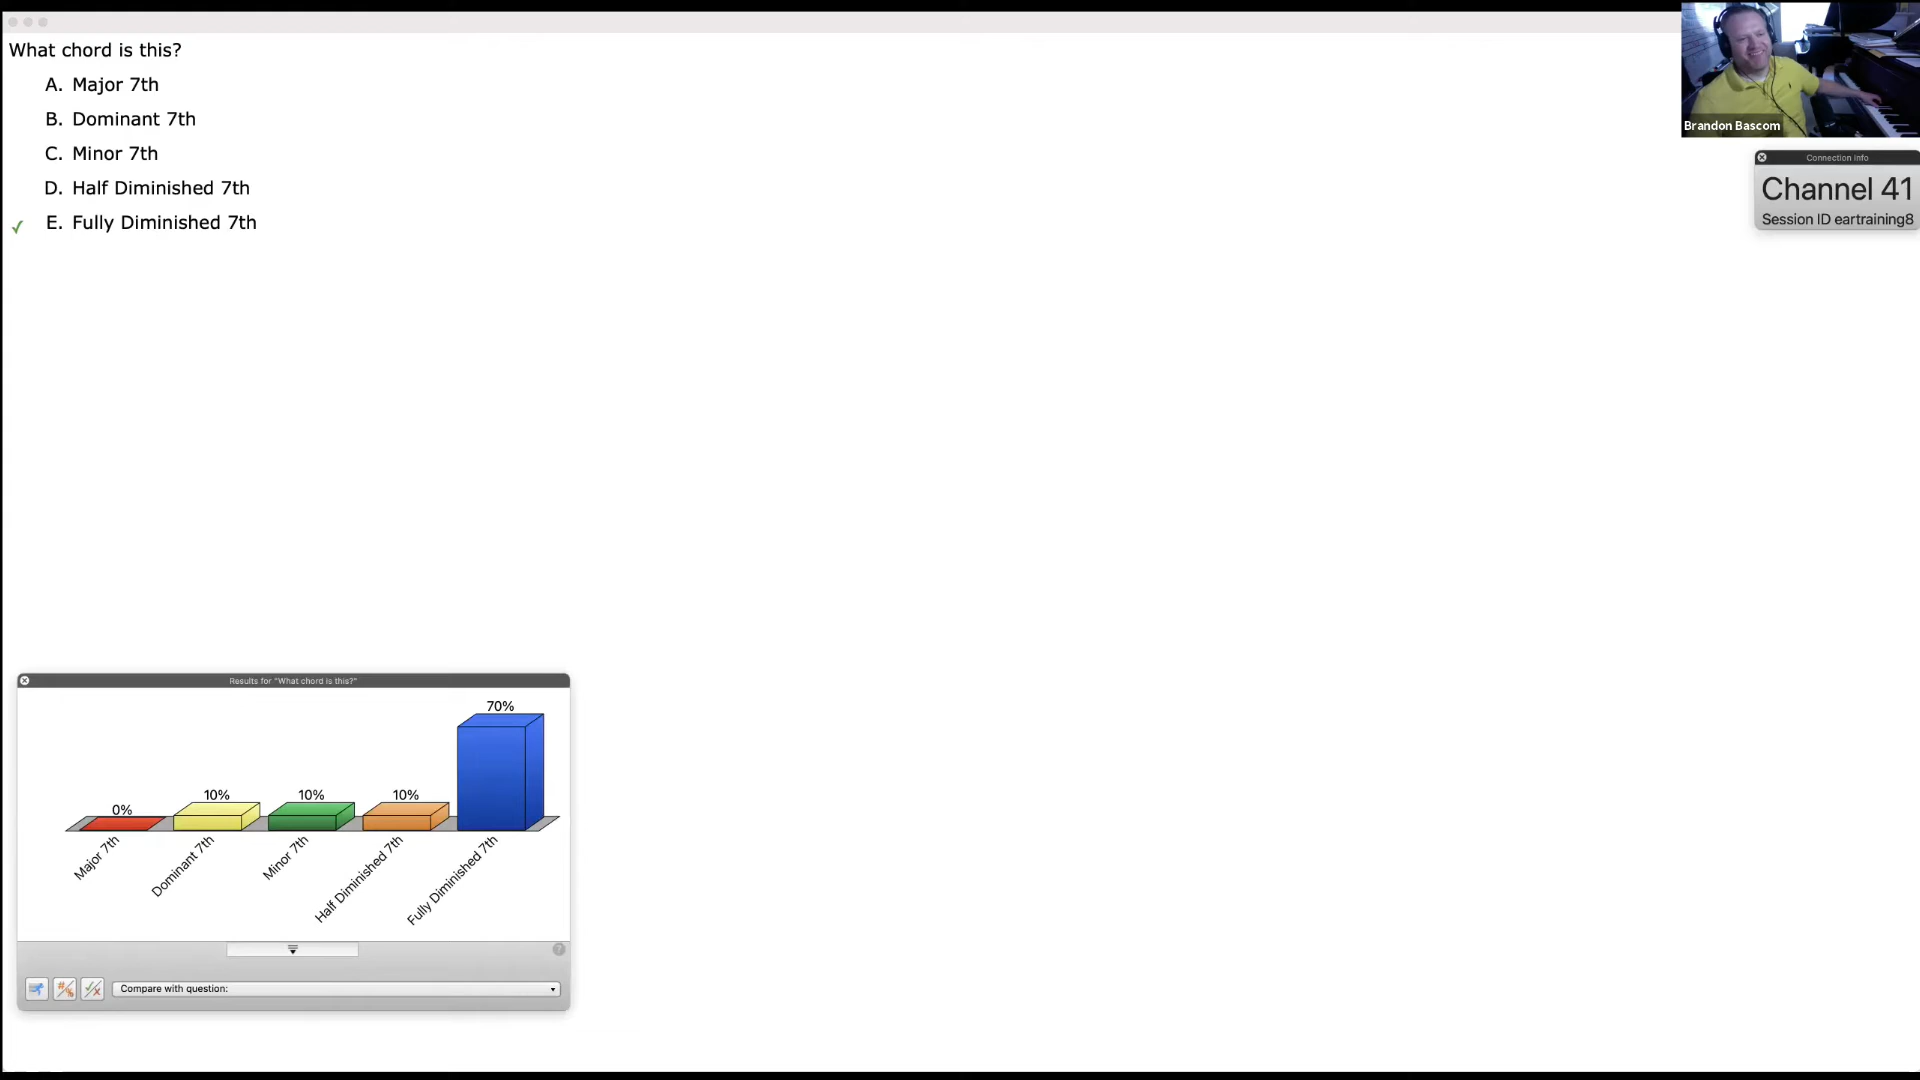 What chord is this?
A. Major 7th
B. Dominant 7th
C. Minor 7th
D. Half Diminished 7th
✓ E. Fully Diminished 7th
Brandon Bascom
Connection Info
Channel 41
Session ID eartraining8
Results for "What chord is this?"
70%
10%
10%
10%
0%
Major 7th
Dominant 7th
Minor 7th
Half Diminished 7th
Fully Diminished 7th
?
#/%
✓/x
Compare with question: